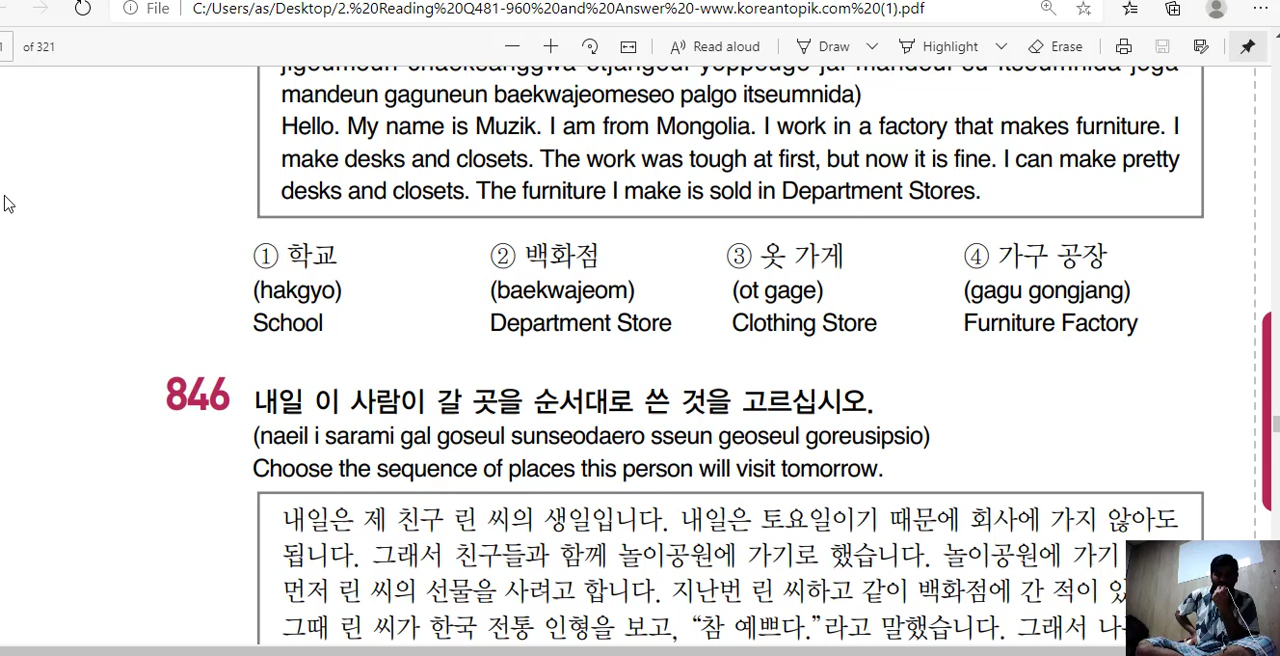 File C:/Users/as/Desktop/2.%20Reading%20Q481-960%20and%20Answer%20-www.koreantopik.com%20(1).pdf
of 321 Read aloud Draw Highlight Erase
mandeun gaguneun baekwajeomeseo palgo itseumnida)
Hello. My name is Muzik. I am from Mongolia. I work in a factory that makes furniture. I
make desks and closets. The work was tough at first, but now it is fine. I can make pretty
desks and closets. The furniture I make is sold in Department Stores.
① 학교 ② 백화점 ③ 옷 가게 ④ 가구 공장
(hakgyo) (baekwajeom) (ot gage) (gagu gongjang)
School Department Store Clothing Store Furniture Factory
846 내일 이 사람이 갈 곳을 순서대로 쓴 것을 고르십시오.
(naeil i sarami gal goseul sunseodaero sseun geoseul goreusipsio)
Choose the sequence of places this person will visit tomorrow.
내일은 제 친구 린 씨의 생일입니다. 내일은 토요일이기 때문에 회사에 가지 않아도
됩니다. 그래서 친구들과 함께 놀이공원에 가기로 했습니다. 놀이공원에 가기
먼저 린 씨의 선물을 사려고 합니다. 지난번 린 씨하고 같이 백화점에 간 적이
그때 린 씨가 한국 전통 인형을 보고, “참 예쁘다.”라고 말했습니다. 그래서